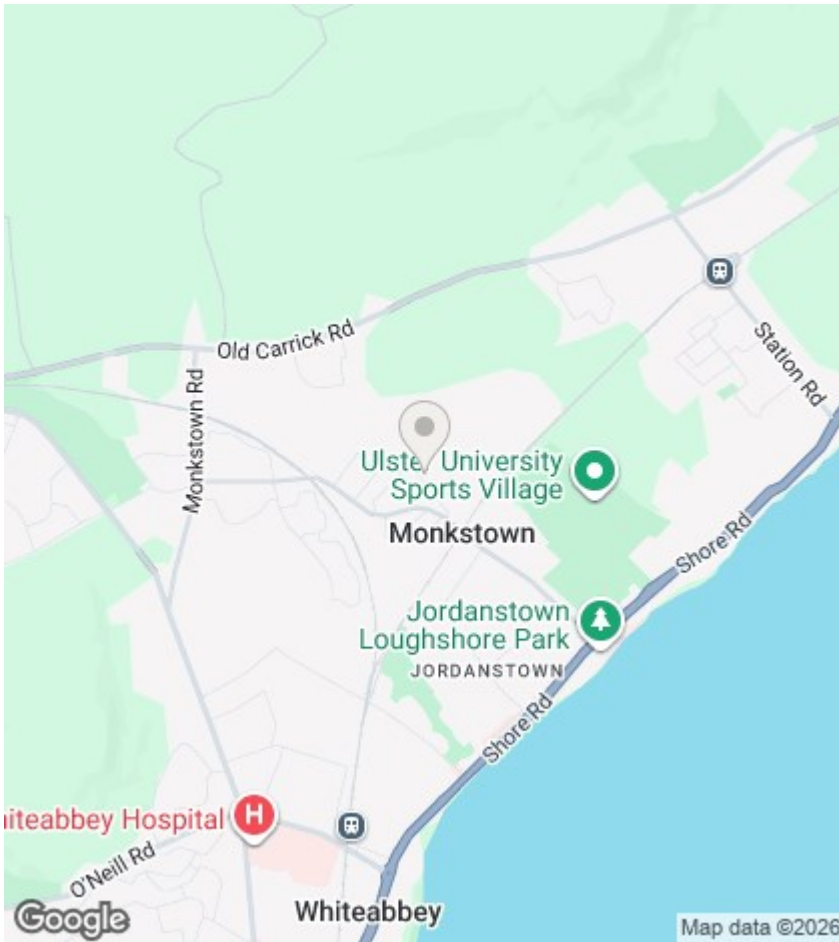 Old Carrick Rd
Monkstown Rd
Station Rd
Ulster University
Sports Village
Monkstown
Shore Rd
Jordanstown
Loughshore Park
JORDANSTOWN
Shore Rd
iteabbey Hospital
H
O'Neill Rd
Whiteabbey
Google
Map data ©2026